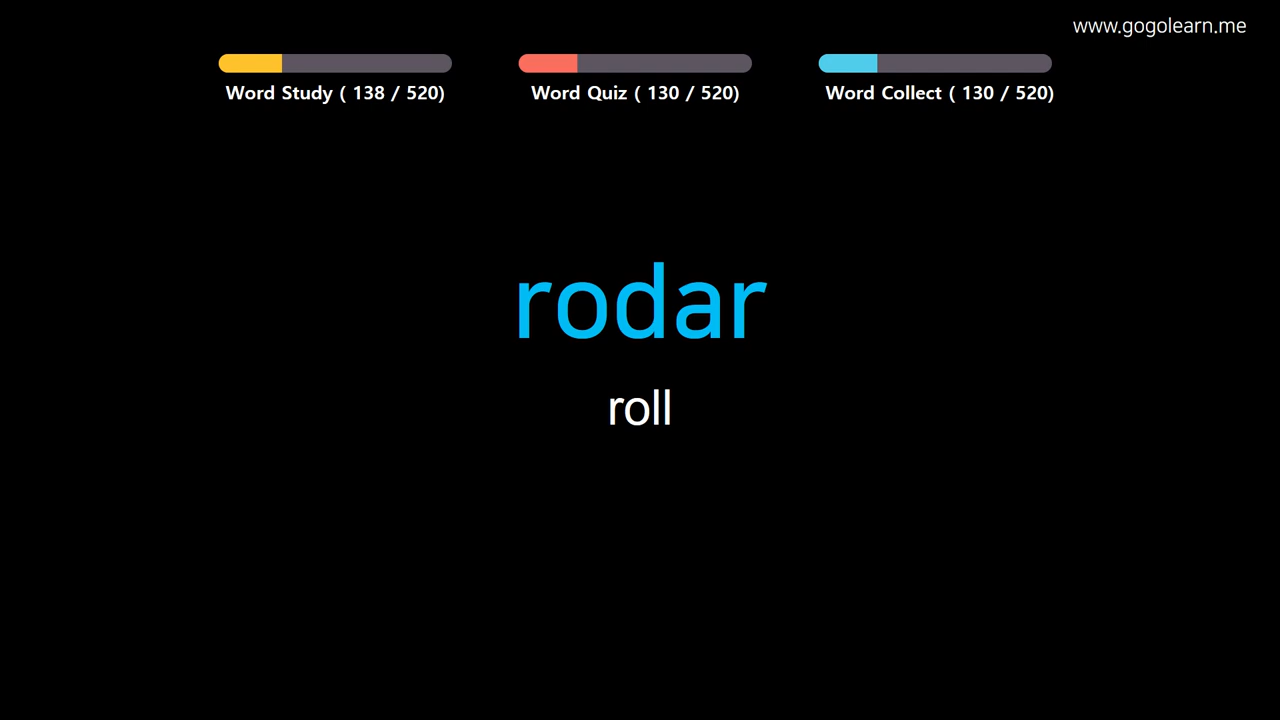 www.gogolearn.me
Word Study ( 138 / 520)
Word Quiz ( 130 / 520)
Word Collect ( 130 / 520)
rodar
roll